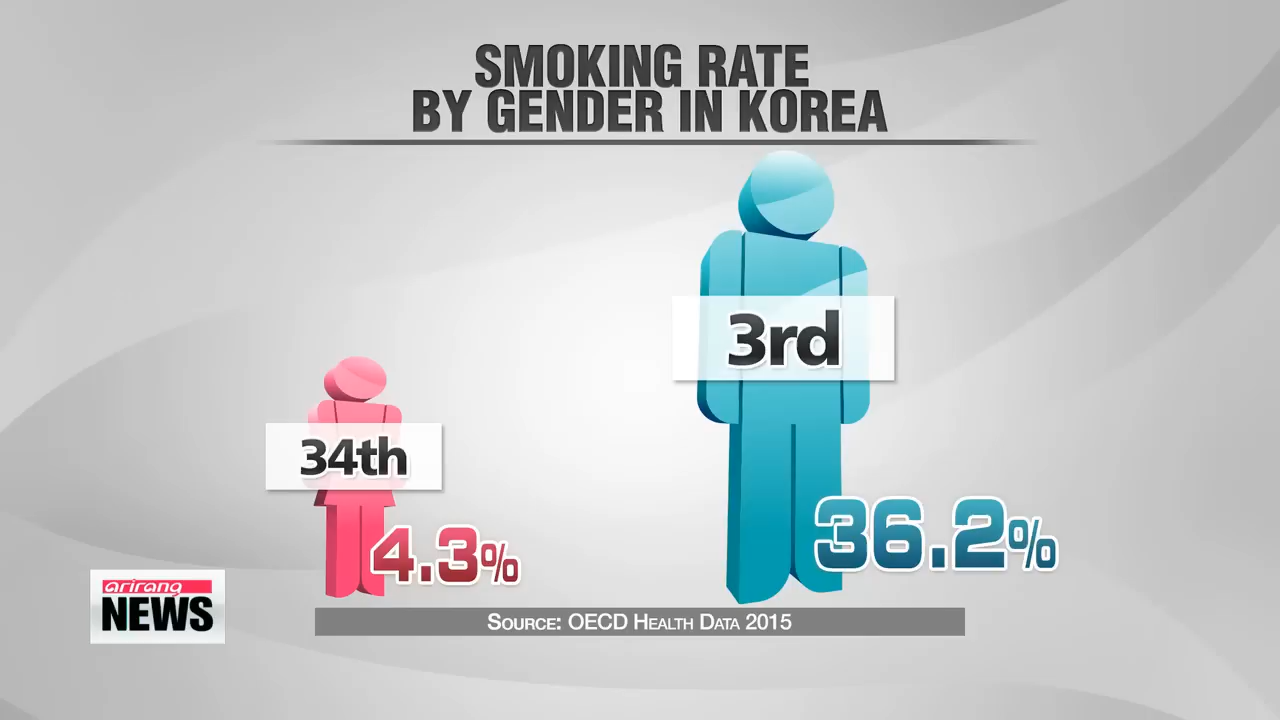 SMOKING RATE
BY GENDER IN KOREA
3rd
34th
36.2%
4.3%
arirang
NEWS
SOURCE: OECD HEALTH DATA 2015